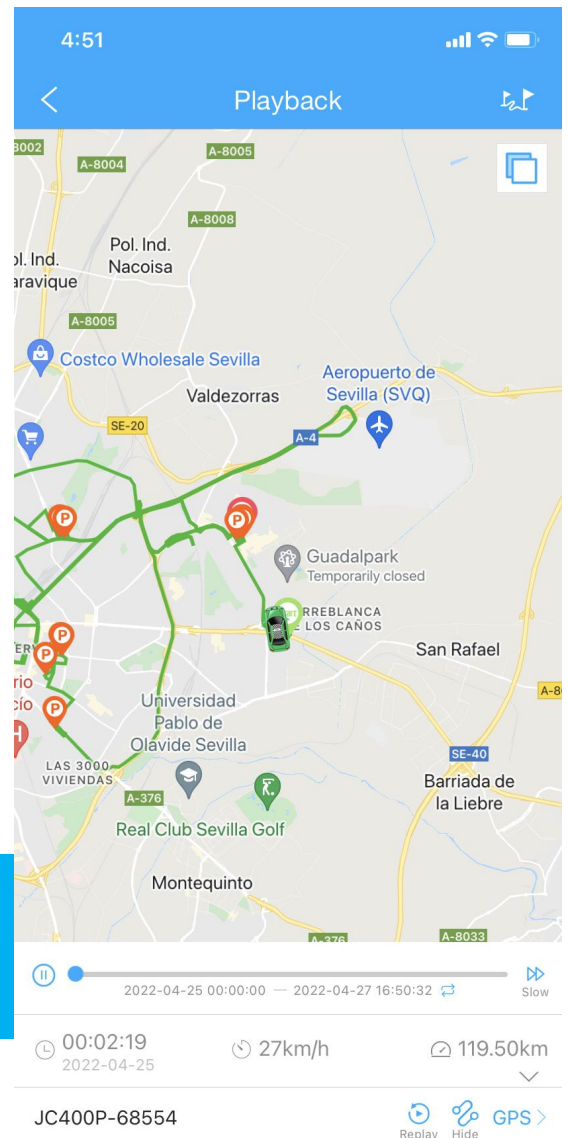 4:51
Playback
8002
A-8004
A-8005
A-8008
Pol. Ind.
Nacoisa
ol. Ind.
aravique
A-8005
Costco Wholesale Sevilla
Aeropuerto de
Sevilla (SVQ)
Valdezorras
SE-20
A-4
P
P
Guadalpark
Temporarily closed
RREBLANCA
LOS CAÑOS
San Rafael
P
ER
P
rio
cío
P
A-8
H
Universidad
Pablo de
Olavide Sevilla
LAS 3000
VIVIENDAS
SE-40
Barriada de
la Liebre
A-376
Real Club Sevilla Golf
Montequinto
A-376
A-8033
2022-04-25 00:00:00 — 2022-04-27 16:50:32
Slow
00:02:19
2022-04-25
27km/h
119.50km
JC400P-68554
Replay
Hide
GPS